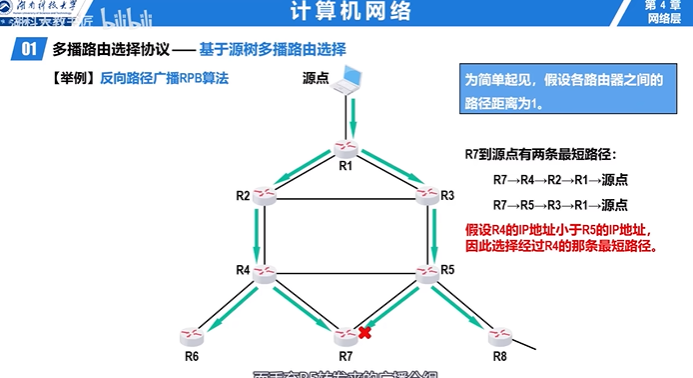 湖南科技大学
bilibili
计算机网络
第 4 章
网络层
01 多播路由选择协议 —— 基于源树多播路由选择
【举例】反向路径广播RPB算法
源点
为简单起见，假设各路由器之间的
路径距离为1。
R1
R7到源点有两条最短路径：
R7→R4→R2→R1→源点
R7→R5→R3→R1→源点
R2
R3
假设R4的IP地址小于R5的IP地址，
因此选择经过R4的那条最短路径。
R4
R5
R6
R7
R8